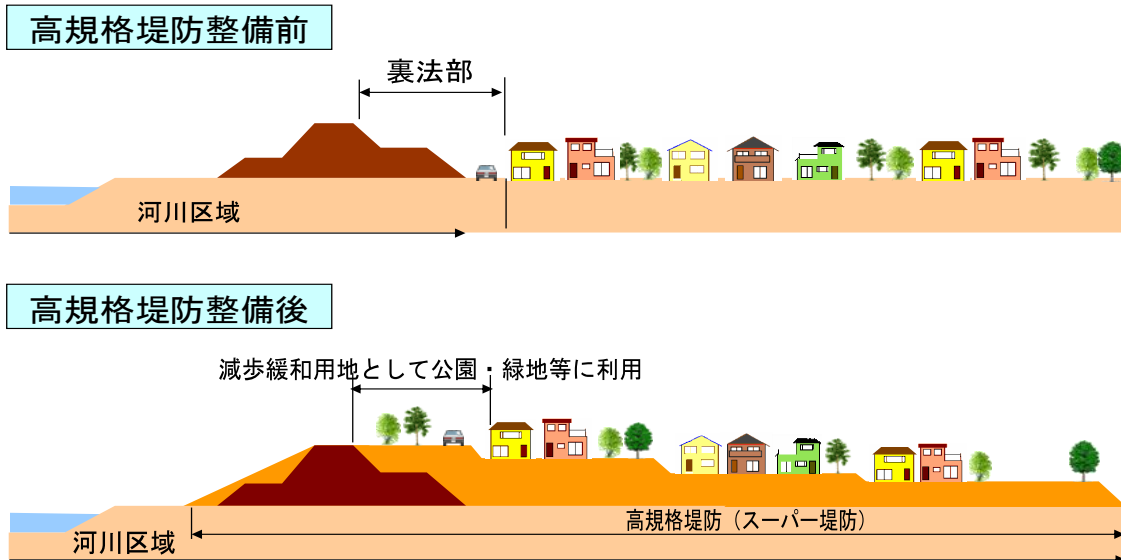 高規格堤防整備前
裏法部
河川区域
高規格堤防整備後
減歩緩和用地として公園・緑地等に利用
高規格堤防（スーパー堤防）
河川区域